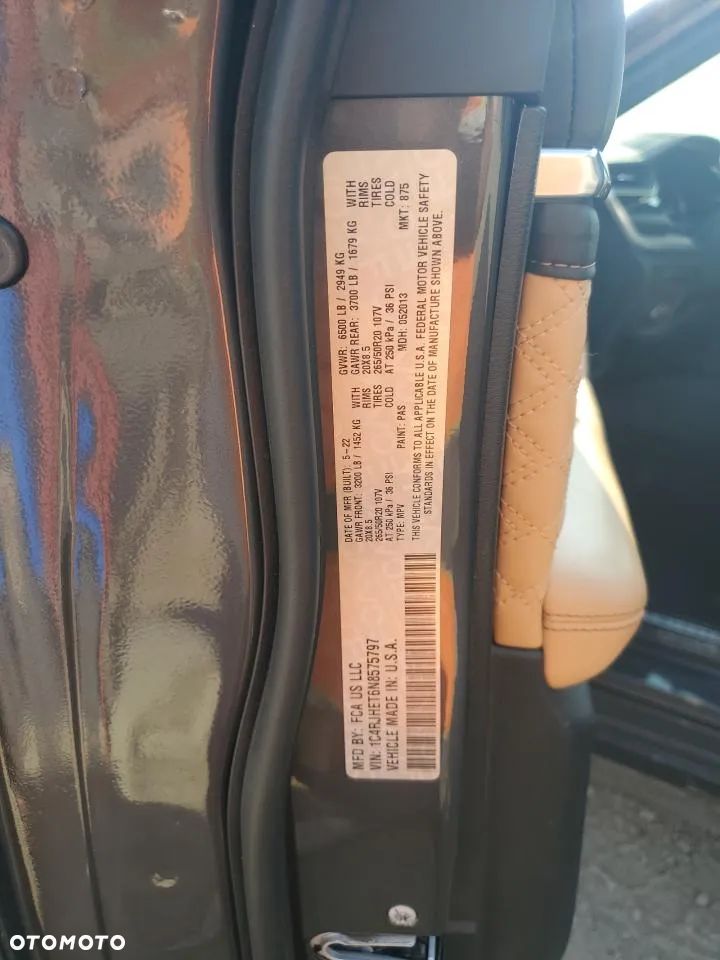 MFD BY: FCA US LLC
VIN: 1C4RJHET6N8575797
VEHICLE MADE IN: U.S.A.
DATE OF MFR (BUILT): 5-22
GAWR FRONT: 3200 LB / 1452 KG WITH
20X8.5 RIMS
265/50R20 107V TIRES
AT 250 kPa / 36 PSI COLD
TYPE: MPV
GVWR: 6500 LB / 2949 KG
GAWR REAR: 3700 LB / 1679 KG WITH
20X8.5 RIMS
265/50R20 107V TIRES
AT 250 kPa / 36 PSI COLD
PAINT: PAS MDH: 052013 MKT: 875
THIS VEHICLE CONFORMS TO ALL APPLICABLE U.S.A. FEDERAL MOTOR VEHICLE SAFETY
STANDARDS IN EFFECT ON THE DATE OF MANUFACTURE SHOWN ABOVE.
OTOMOTO